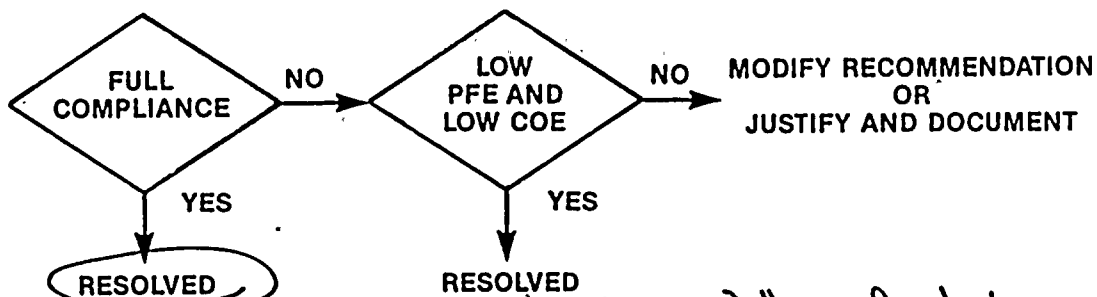 FULL
COMPLIANCE
NO
LOW
PFE AND
LOW COE
NO
MODIFY RECOMMENDATION
OR
JUSTIFY AND DOCUMENT
YES
YES
RESOLVED
RESOLVED